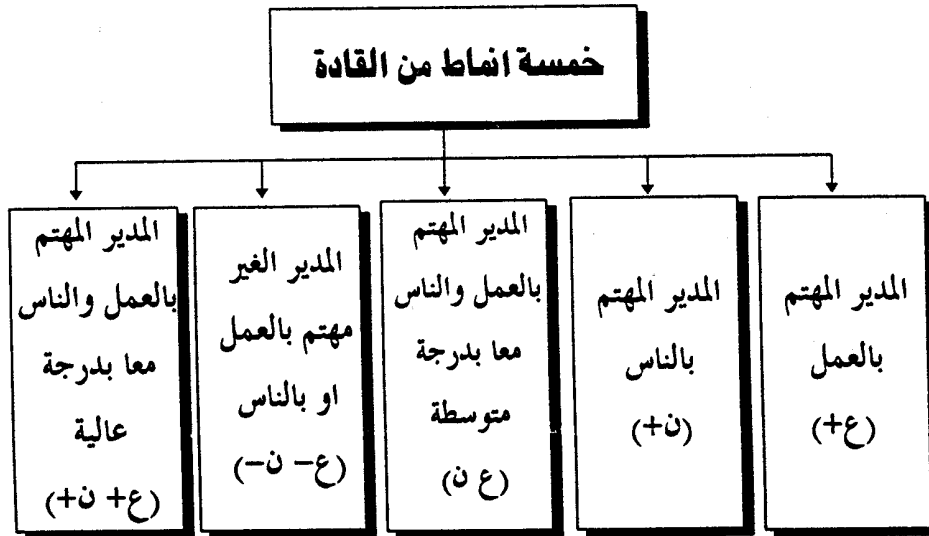 خمسة انماط من القادة
المدير المهتم
بالعمل
(ع+)
المدير المهتم
بالناس
(ن+)
المدير المهتم
بالعمل والناس
معا بدرجة
متوسطة
(ع ن)
المدير الغير
مهتم بالعمل
او بالناس
(ع– ن–)
المدير المهتم
بالعمل والناس
معا بدرجة
عالية
(ع+ ن+)